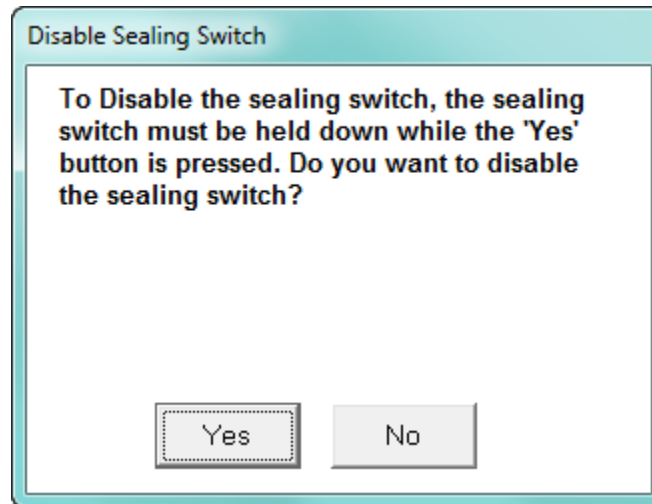 Disable Sealing Switch
To Disable the sealing switch, the sealing
switch must be held down while the 'Yes'
button is pressed. Do you want to disable
the sealing switch?
Yes
No